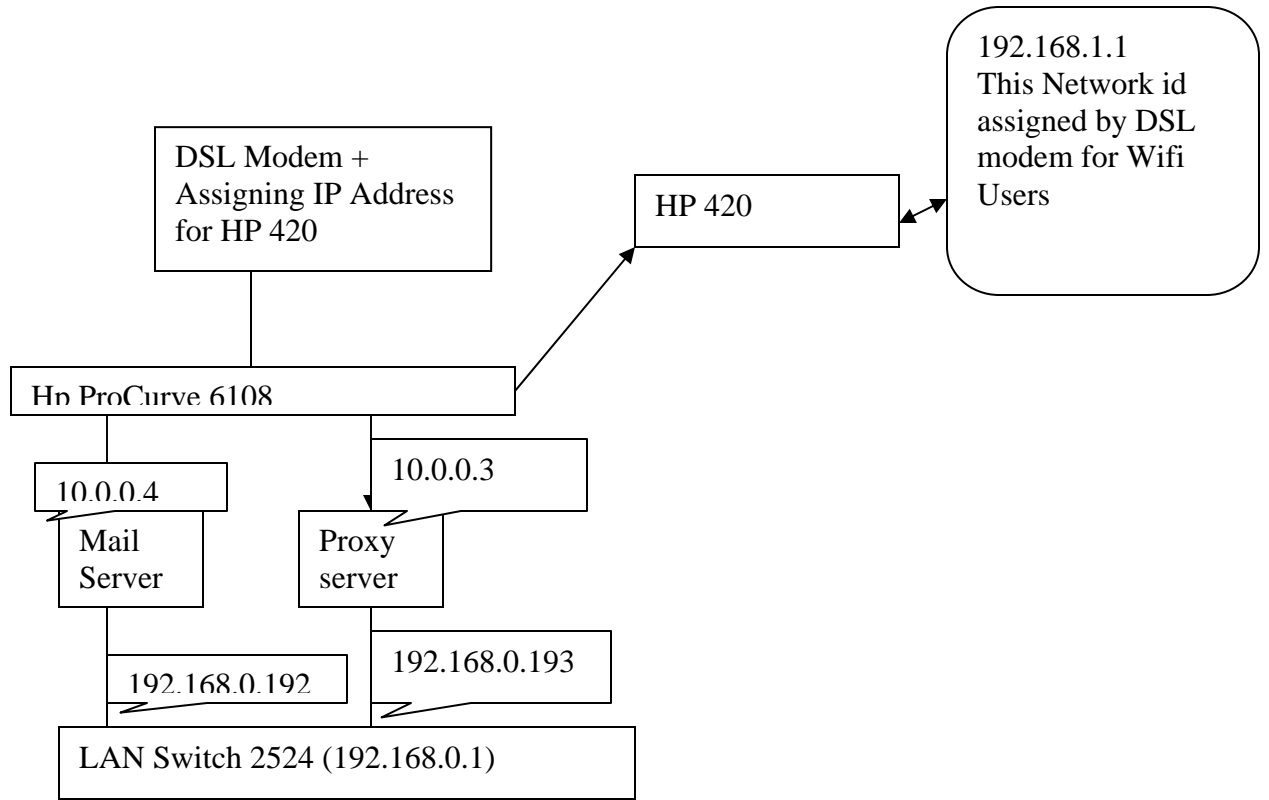 192.168.1.1
This Network id
assigned by DSL
modem for Wifi
Users
DSL Modem +
Assigning IP Address
for HP 420
HP 420
Hp ProCurve 6108
10.0.0.4
10.0.0.3
Mail
Server
Proxy
server
192.168.0.192
192.168.0.193
LAN Switch 2524 (192.168.0.1)